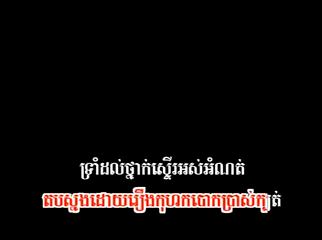 ទ្រាំដល់ថ្នាក់ស្ទើរអស់អំណត់
តបស្នងដោយរឿងកុហកបោកប្រាស់ក្បត់